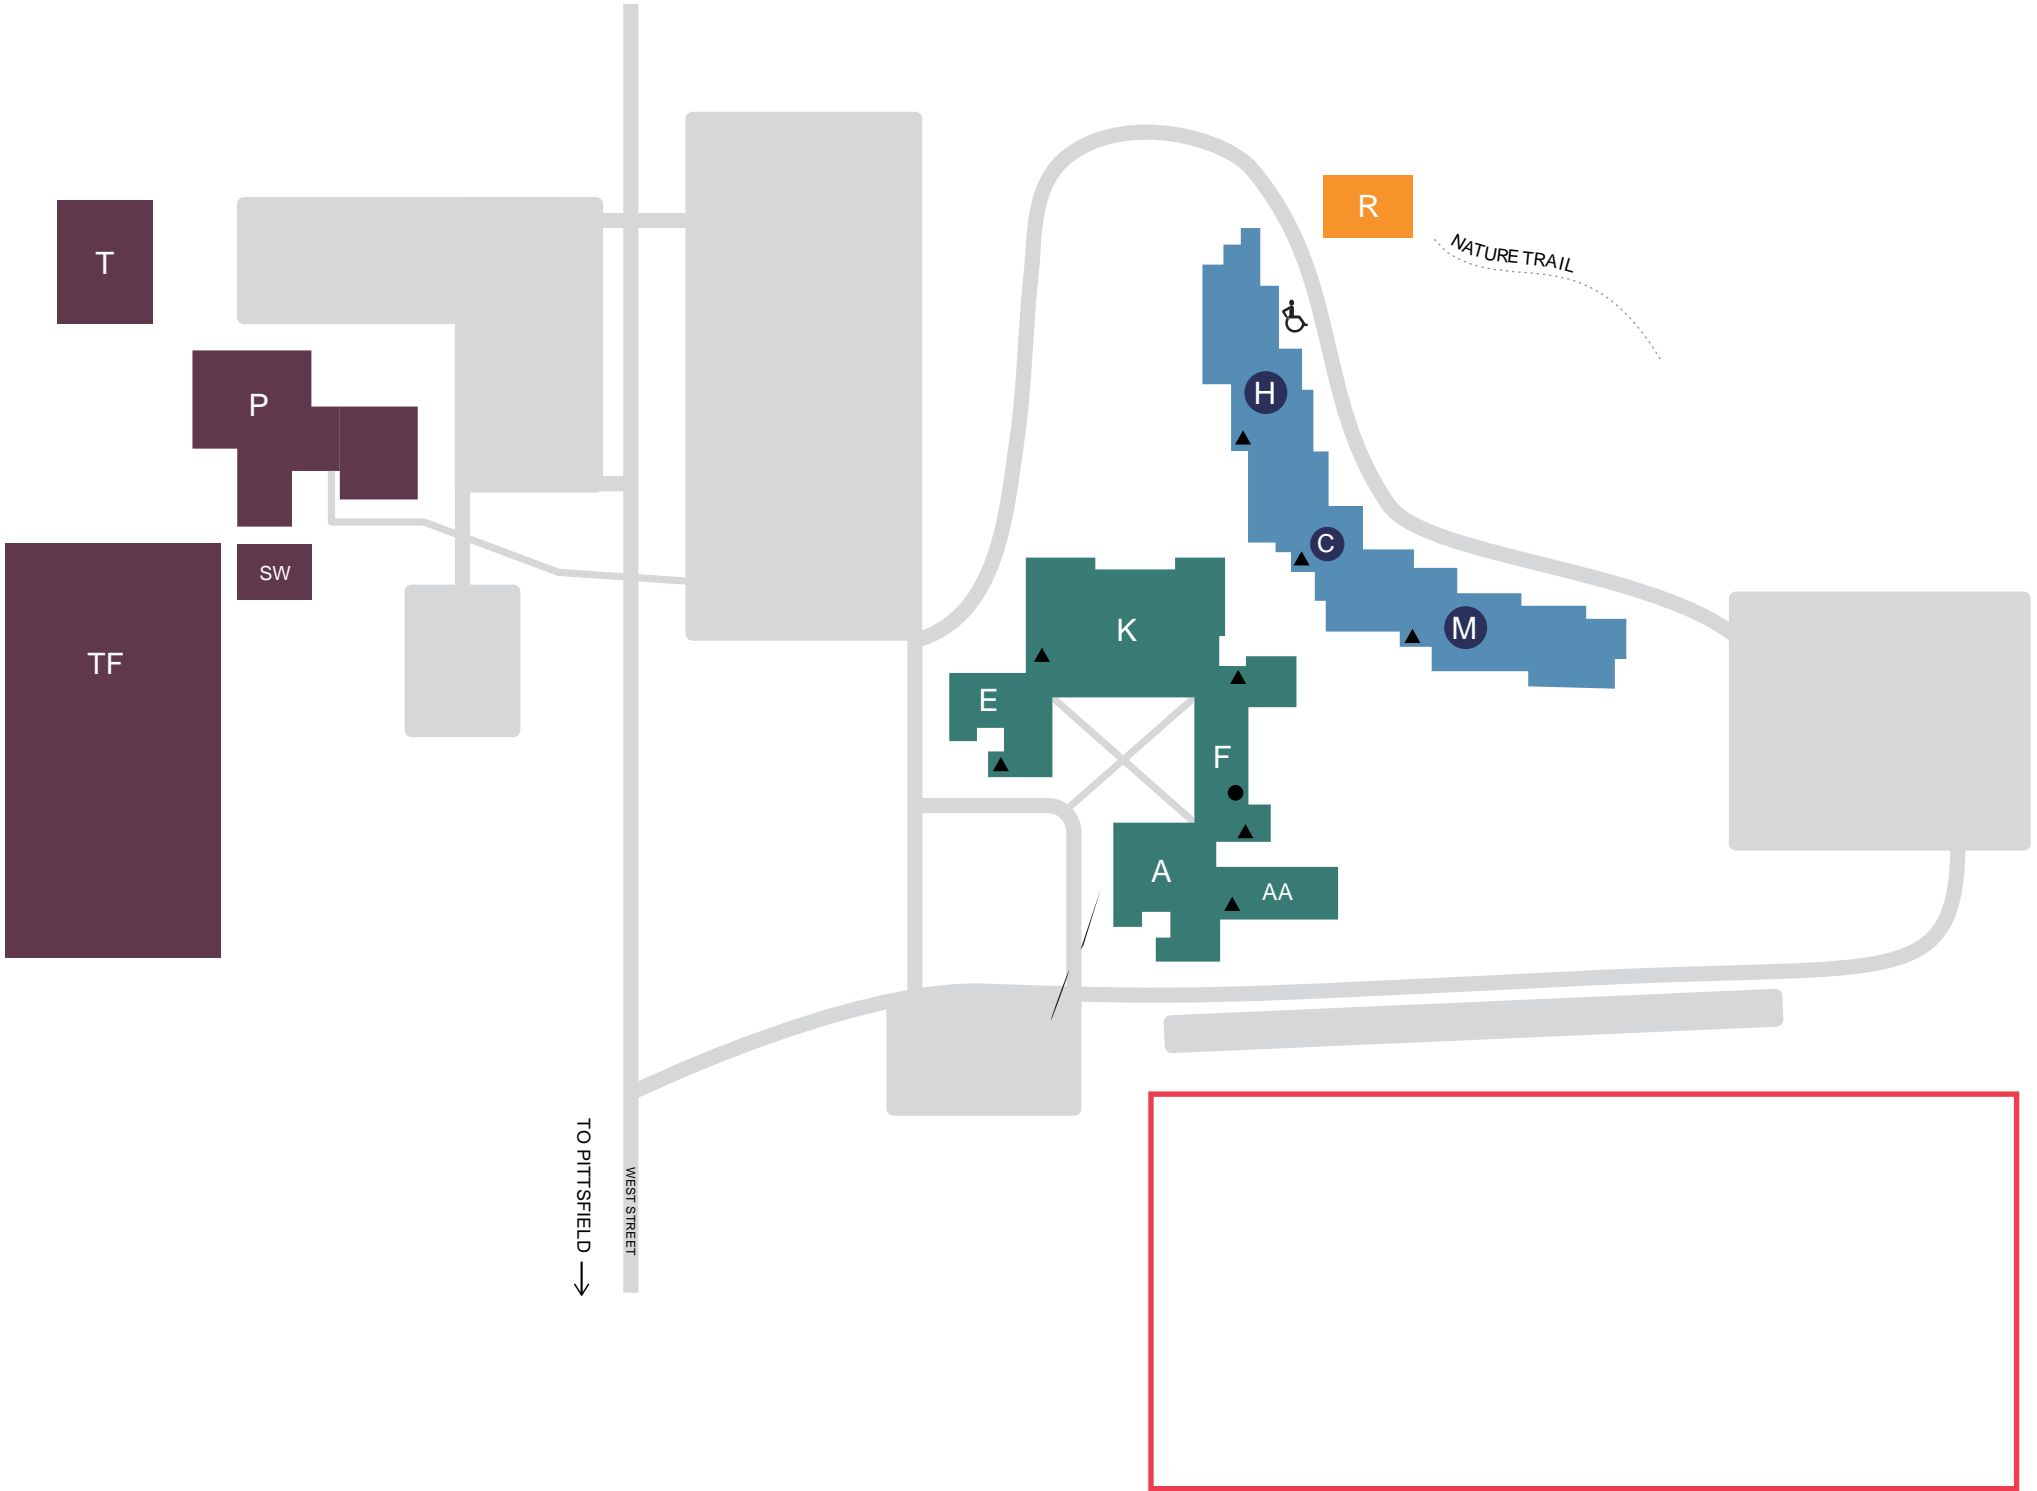 R
T
NATURE TRAIL
H
P
C
SW
M
K
TF
E
F
A
AA
TO PITTSFIELD
WEST STREET